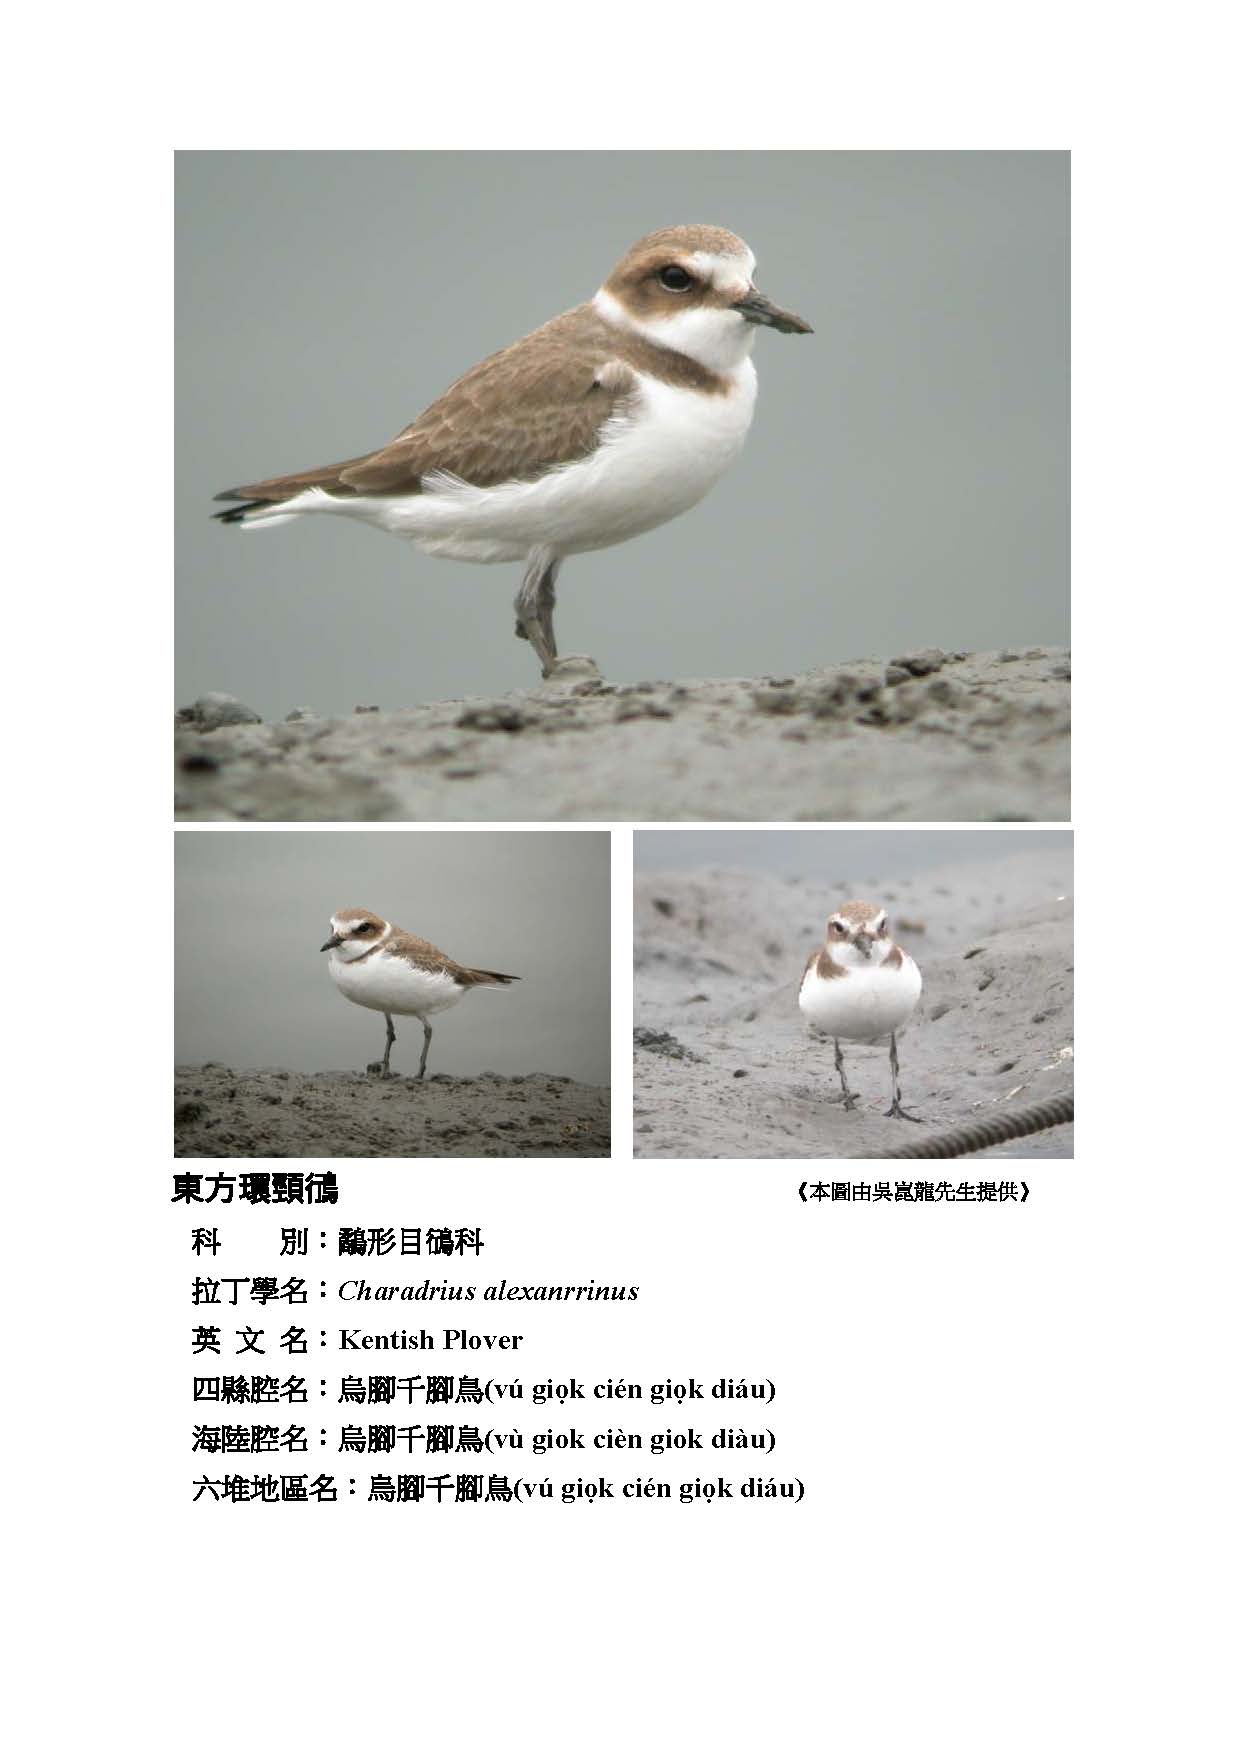 東方環頸鴴 《本圖由吳崑龍先生提供》
科　　別：鷸形目鴴科
拉丁學名：Charadrius alexanrrinus
英 文 名：Kentish Plover
四縣腔名：烏腳千腳鳥(vú giọk cién giọk diáu)
海陸腔名：烏腳千腳鳥(vù giok cièn giok diàu)
六堆地區名：烏腳千腳鳥(vú giọk cién giọk diáu)